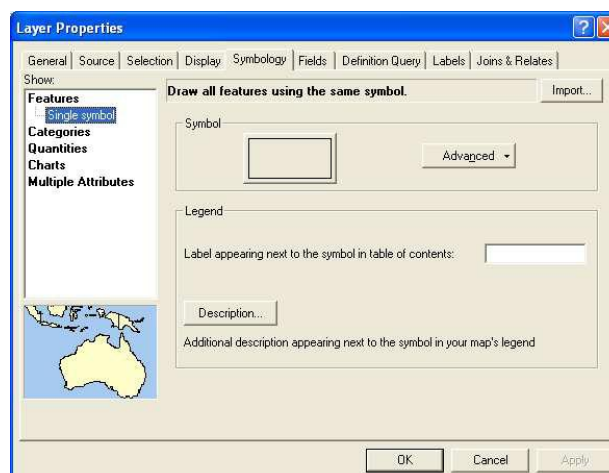 Layer Properties
General Source Selection Display Symbology Fields Definition Query Labels Joins & Relates
Show:
Features
Single symbol
Categories
Quantities
Charts
Multiple Attributes
Draw all features using the same symbol.
Import...
Symbol
Advanced
Legend
Label appearing next to the symbol in table of contents:
Description...
Additional description appearing next to the symbol in your map's legend
OK Cancel Apply